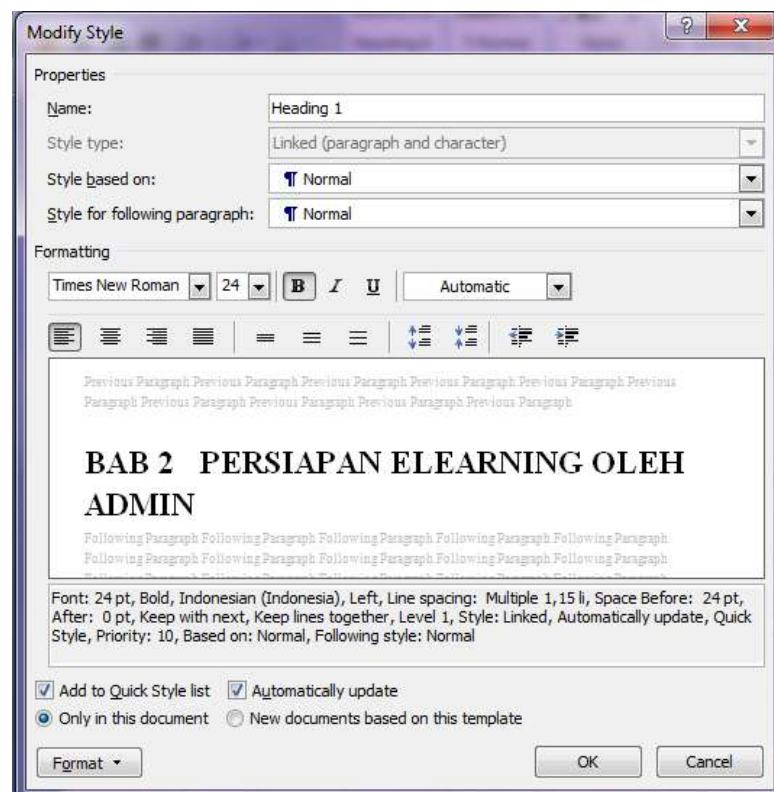 Modify Style
Properties
Name: Heading 1
Style type: Linked (paragraph and character)
Style based on: ¶ Normal
Style for following paragraph: ¶ Normal
Formatting
Times New Roman 24 B I U Automatic
Previous Paragraph Previous Paragraph Previous Paragraph Previous Paragraph Previous Paragraph Previous
Paragraph Previous Paragraph Previous Paragraph Previous Paragraph Previous Paragraph
BAB 2 PERSIAPAN ELEARNING OLEH
ADMIN
Following Paragraph Following Paragraph Following Paragraph Following Paragraph Following Paragraph
Following Paragraph Following Paragraph Following Paragraph Following Paragraph Following Paragraph
Font: 24 pt, Bold, Indonesian (Indonesia), Left, Line spacing: Multiple 1,15 li, Space Before: 24 pt,
After: 0 pt, Keep with next, Keep lines together, Level 1, Style: Linked, Automatically update, Quick
Style, Priority: 10, Based on: Normal, Following style: Normal
Add to Quick Style list Automatically update
Only in this document New documents based on this template
Format OK Cancel